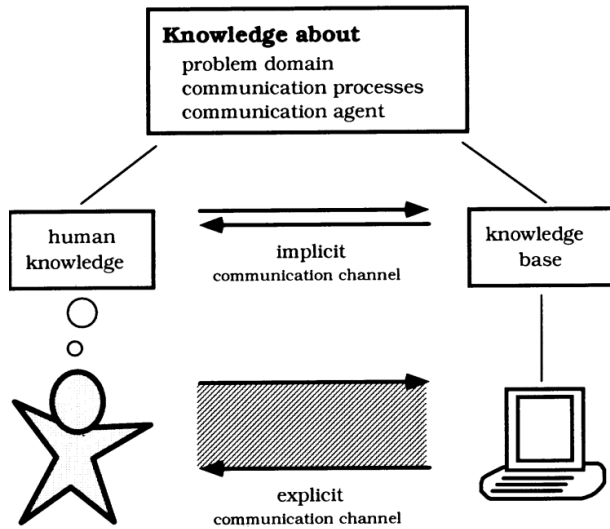 Knowledge about
problem domain
communication processes
communication agent
human
knowledge
implicit
communication channel
knowledge
base
explicit
communication channel